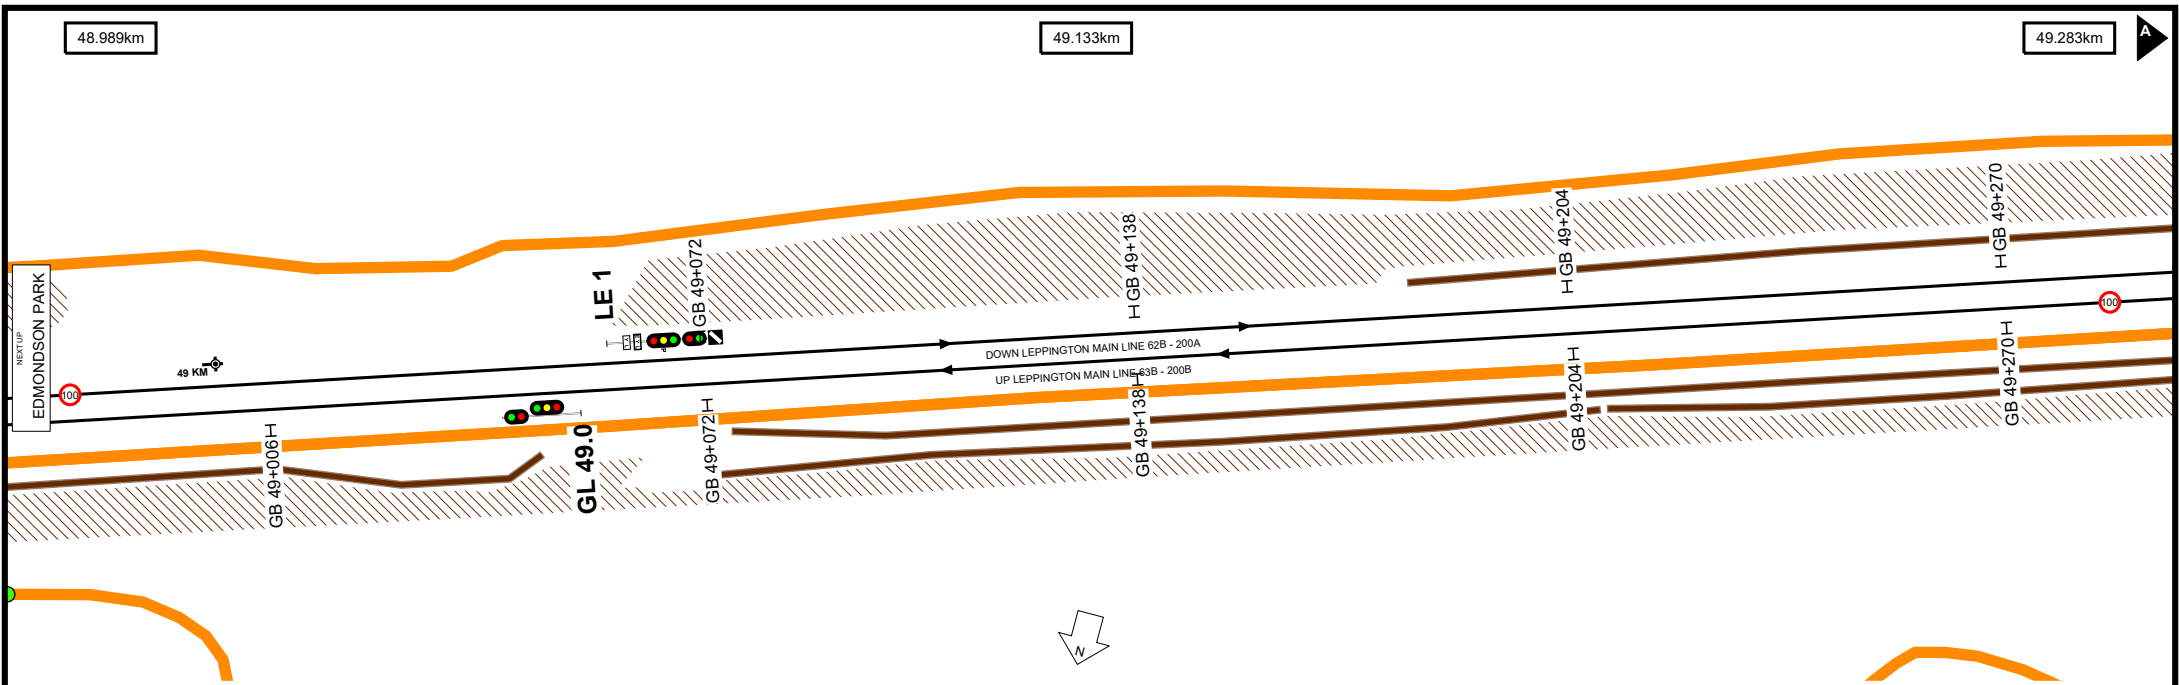 48.989km
49.133km
49.283km
A
GB 49+072
GB 49+138
GB 49+204
GB 49+270
LE 1
NEXT UP
EDMONDSON PARK
49 KM
100
100
DOWN LEPPINGTON MAIN LINE 62B - 200A
UP LEPPINGTON MAIN LINE 63B - 200B
GB 49+006
GL 49.0
GB 49+072
GB 49+138
GB 49+204
GB 49+270
N